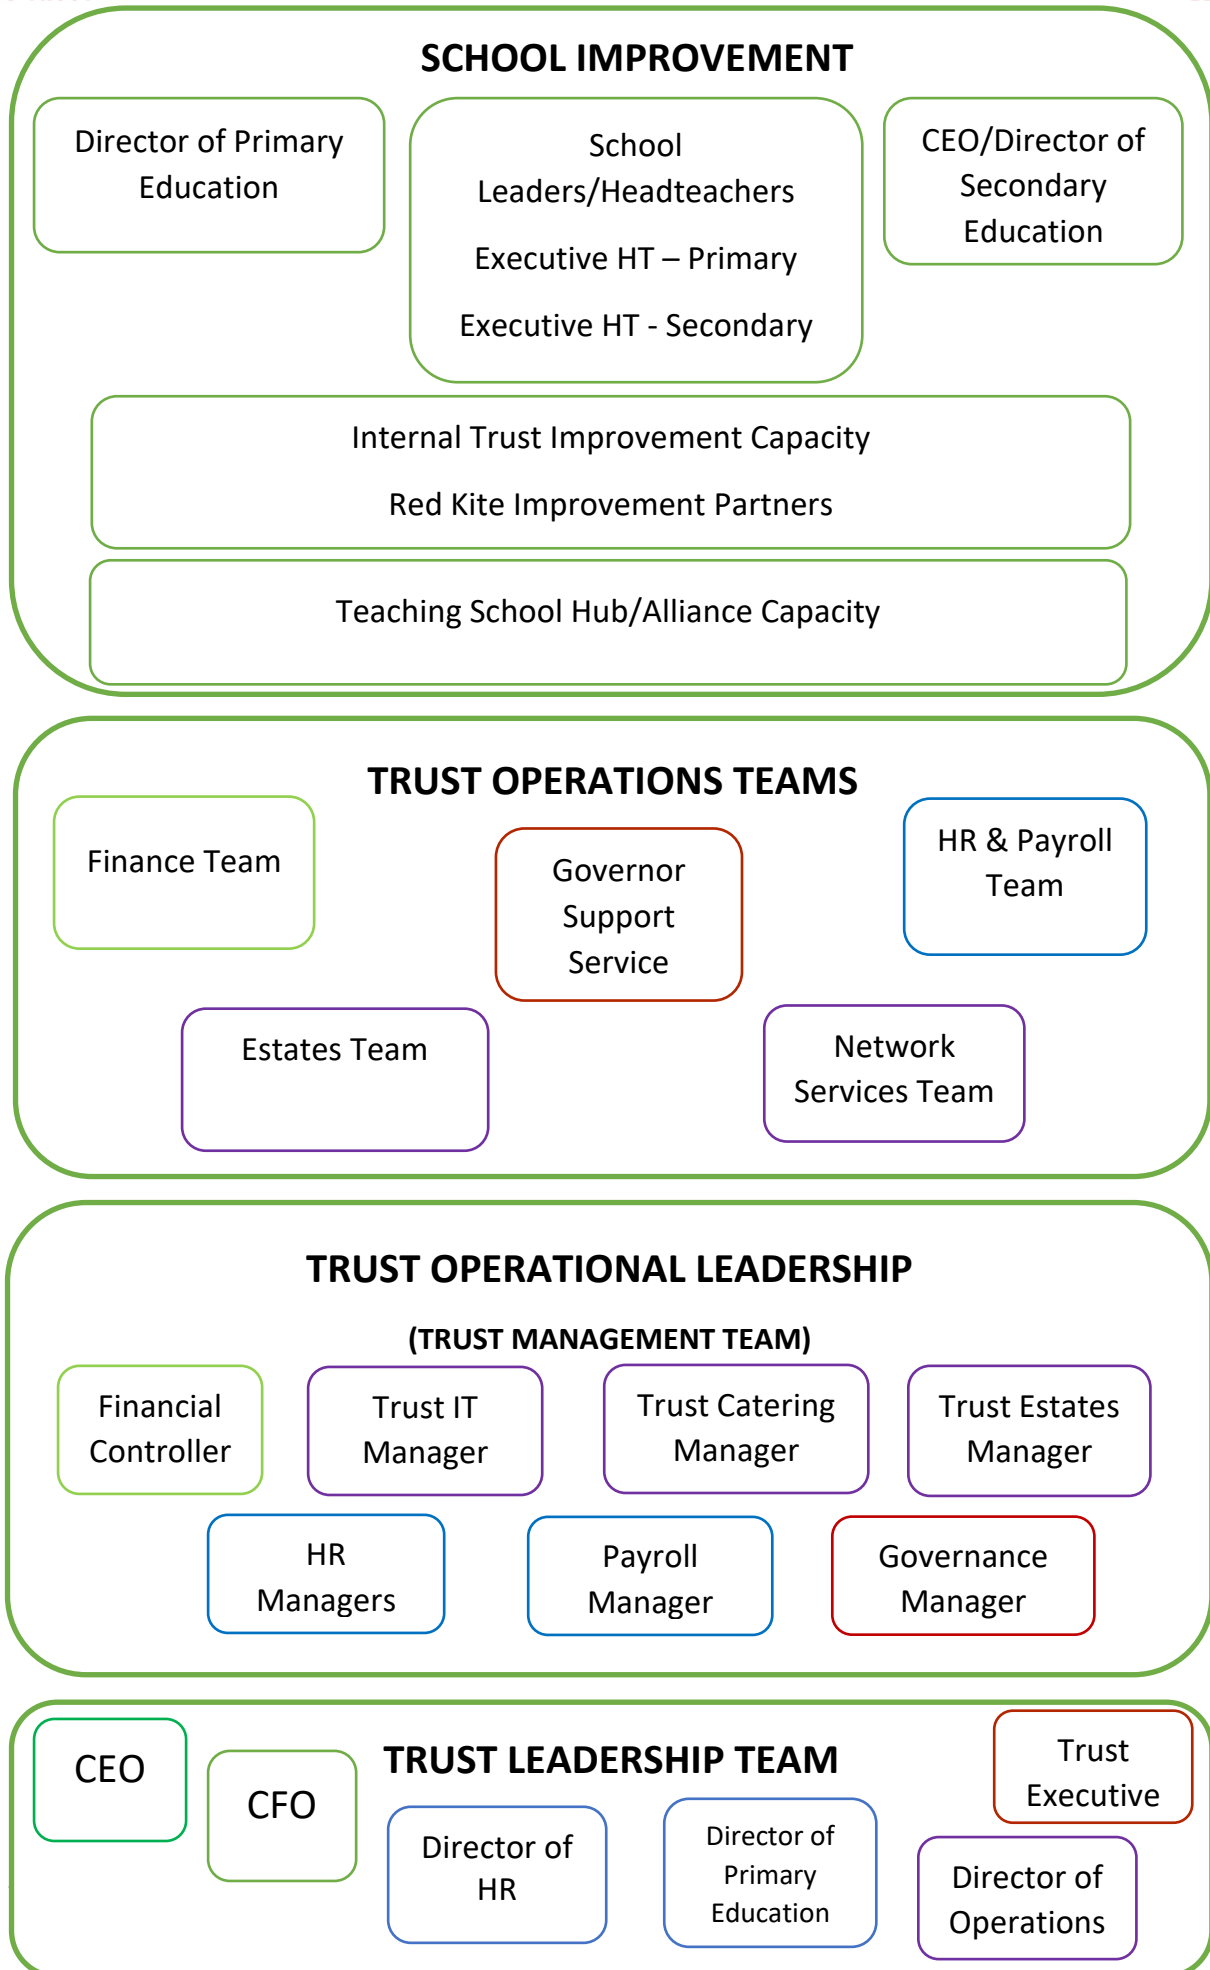 SCHOOL IMPROVEMENT
Director of Primary
Education
School
Leaders/Headteachers
Executive HT – Primary
Executive HT - Secondary
CEO/Director of
Secondary
Education
Internal Trust Improvement Capacity
Red Kite Improvement Partners
Teaching School Hub/Alliance Capacity
TRUST OPERATIONS TEAMS
Finance Team
Governor
Support
Service
HR & Payroll
Team
Estates Team
Network
Services Team
TRUST OPERATIONAL LEADERSHIP
(TRUST MANAGEMENT TEAM)
Financial
Controller
Trust IT
Manager
Trust Catering
Manager
Trust Estates
Manager
HR
Managers
Payroll
Manager
Governance
Manager
TRUST LEADERSHIP TEAM
CEO
CFO
Director of
HR
Director of
Primary
Education
Trust
Executive
Director of
Operations